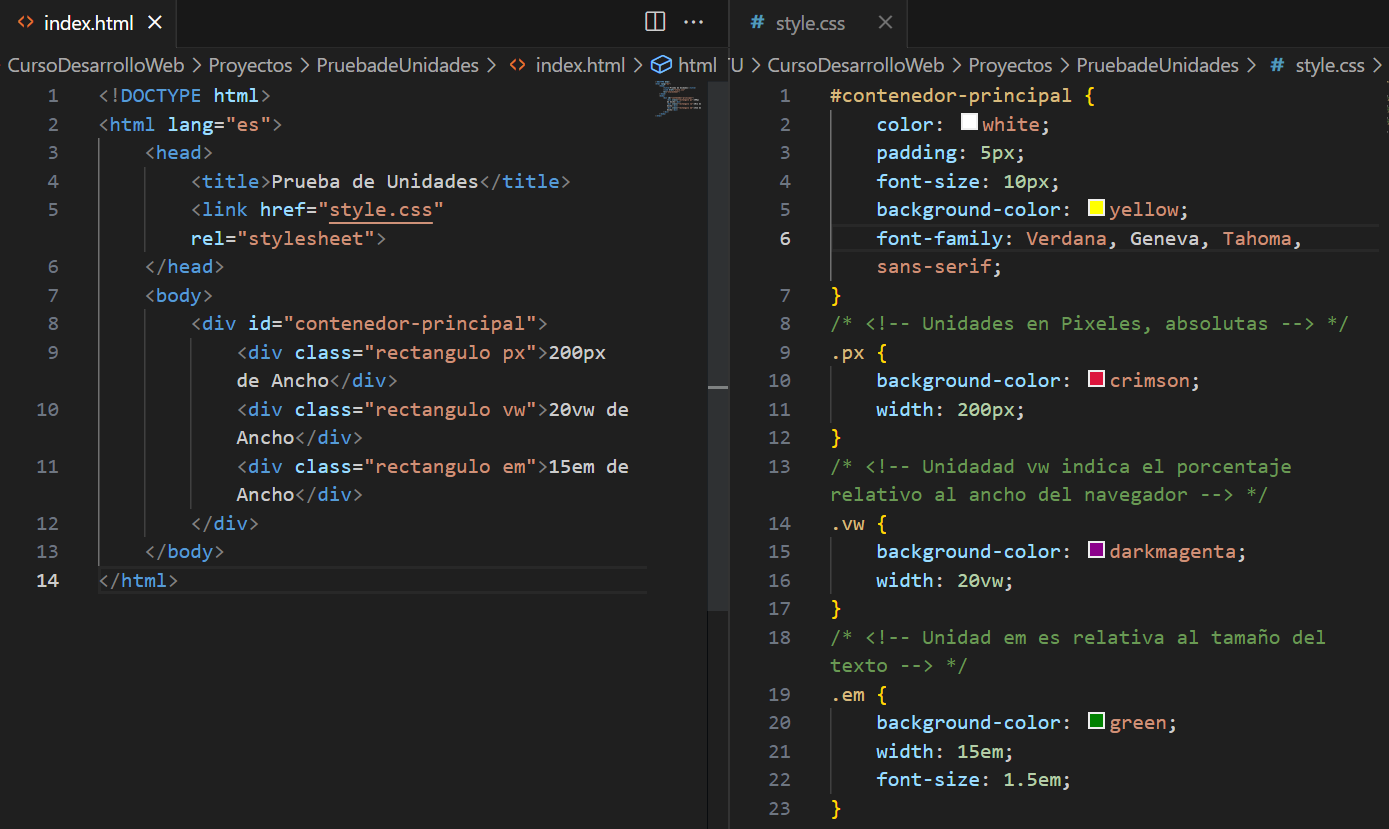 index.html
CursoDesarrolloWeb > Proyectos > PruebadeUnidades > index.html > html
1 <!DOCTYPE html>
2 <html lang="es">
3 <head>
4 <title>Prueba de Unidades</title>
5 <link href="style.css"
rel="stylesheet">
6 </head>
7 <body>
8 <div id="contenedor-principal">
9 <div class="rectangulo px">200px
de Ancho</div>
10 <div class="rectangulo vw">20vw de
Ancho</div>
11 <div class="rectangulo em">15em de
Ancho</div>
12 </div>
13 </body>
14 </html>
# style.css
U > CursoDesarrolloWeb > Proyectos > PruebadeUnidades > # style.css >
1 #contenedor-principal {
2 color: white;
3 padding: 5px;
4 font-size: 10px;
5 background-color: yellow;
6 font-family: Verdana, Geneva, Tahoma,
sans-serif;
7 }
8 /* <!-- Unidades en Pixeles, absolutas --> */
9 .px {
10 background-color: crimson;
11 width: 200px;
12 }
13 /* <!-- Unidadad vw indica el porcentaje
relativo al ancho del navegador --> */
14 .vw {
15 background-color: darkmagenta;
16 width: 20vw;
17 }
18 /* <!-- Unidad em es relativa al tamaño del
texto --> */
19 .em {
20 background-color: green;
21 width: 15em;
22 font-size: 1.5em;
23 }